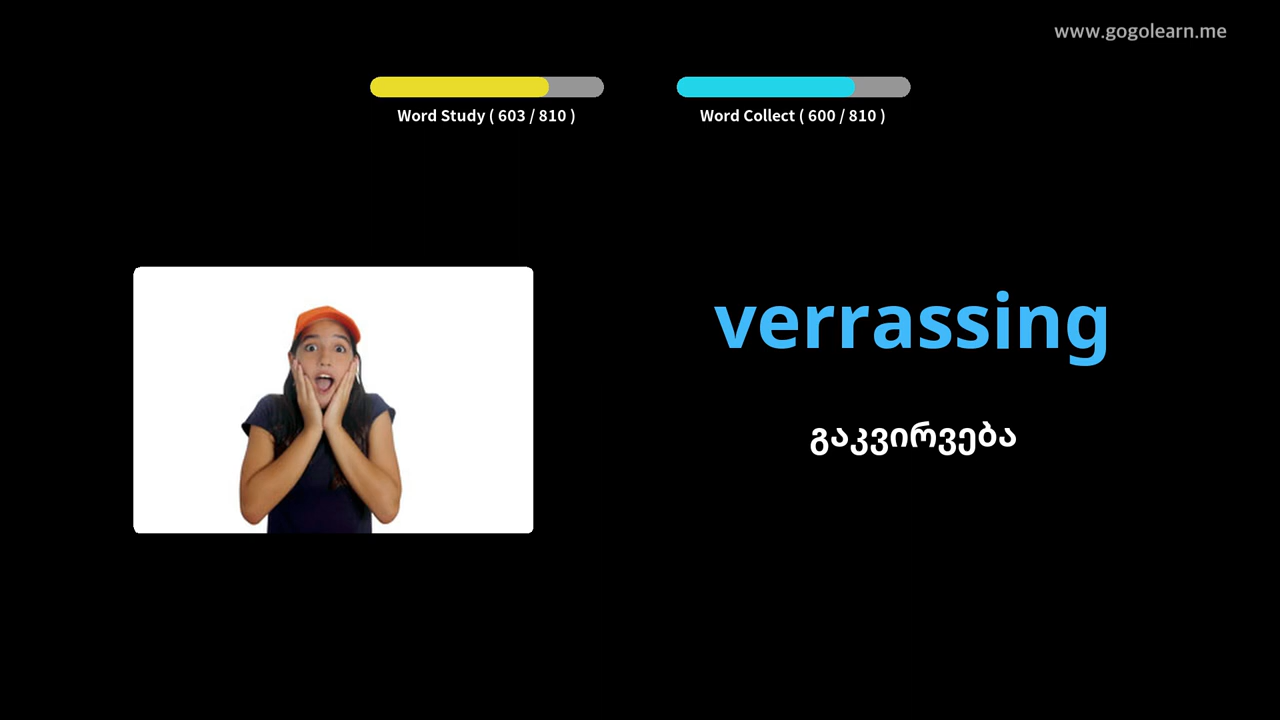 www.gogolearn.me
Word Study ( 603 / 810 )
Word Collect ( 600 / 810 )
verrassing
გაკვირვება